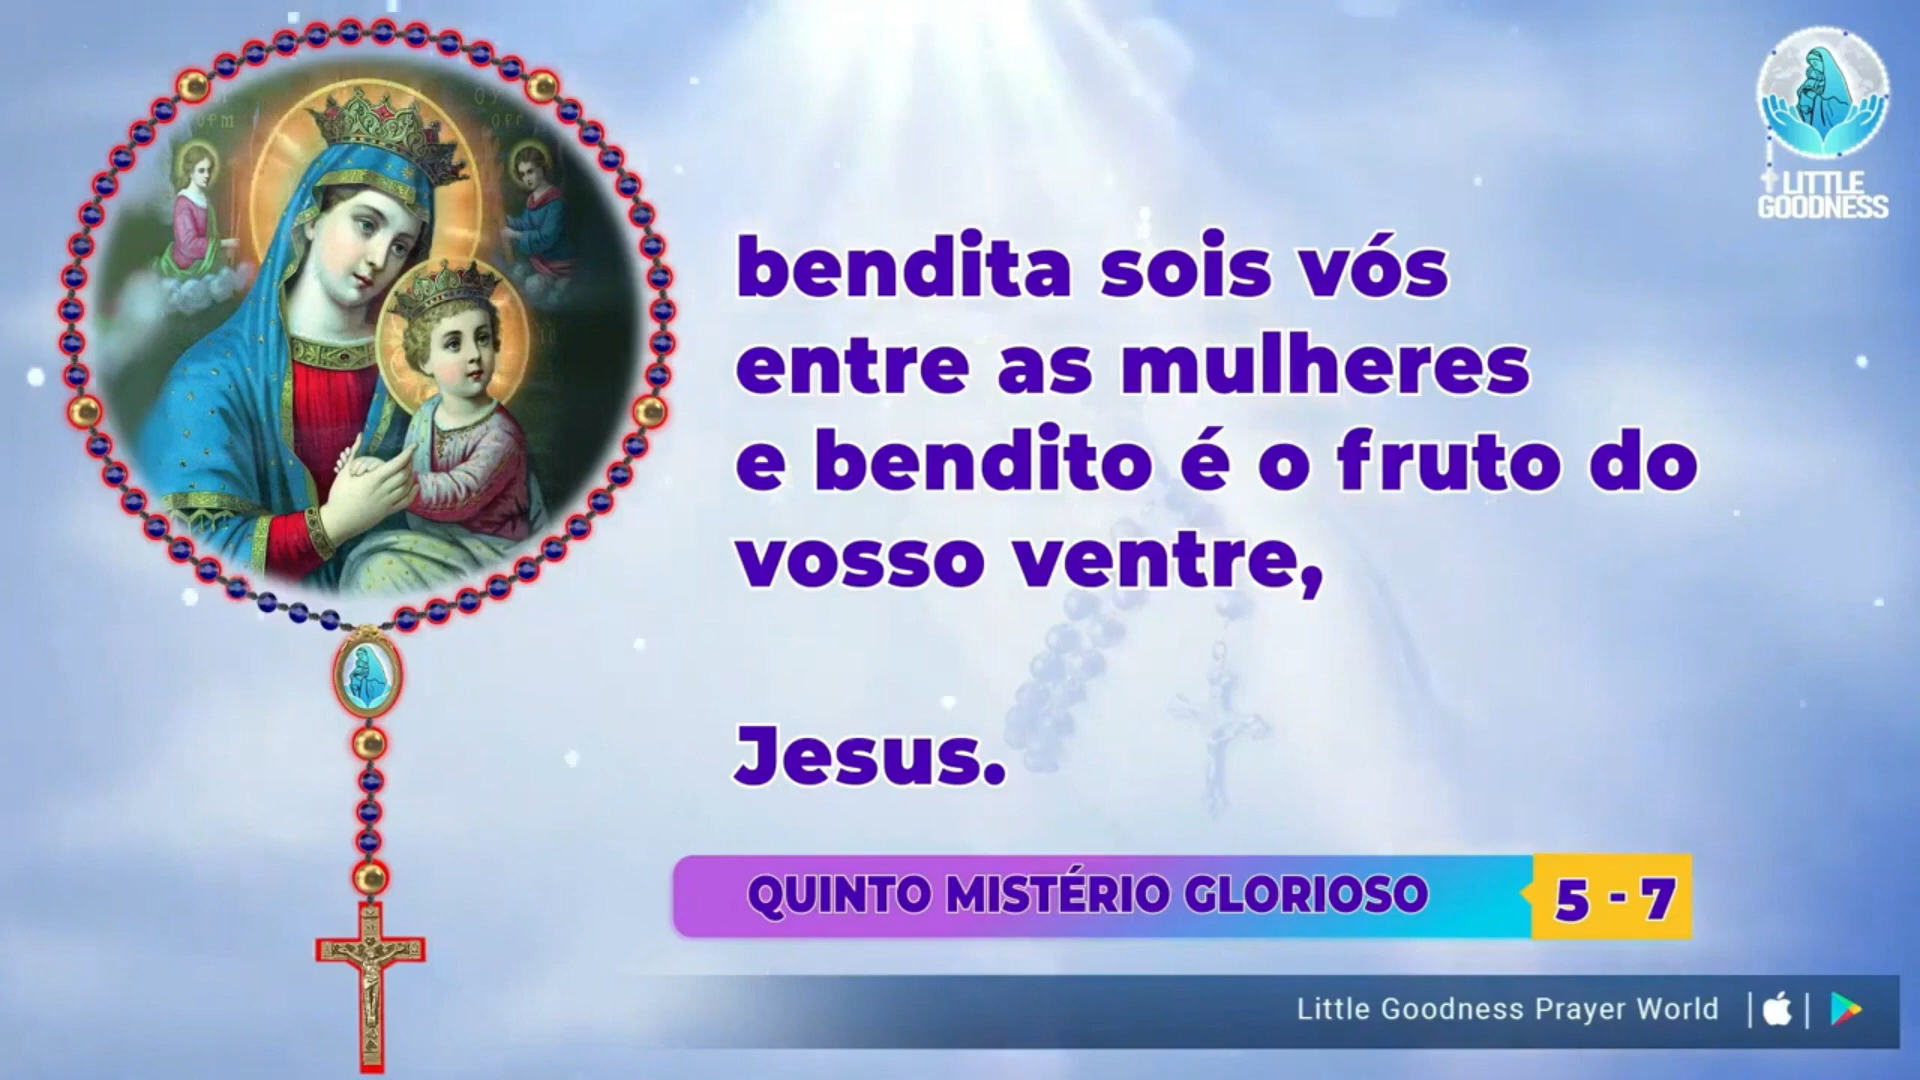 LITTLE
GOODNESS
bendita sois vós
entre as mulheres
e bendito é o fruto do
vosso ventre,
Jesus.
QUINTO MISTÉRIO GLORIOSO
5 - 7
Little Goodness Prayer World